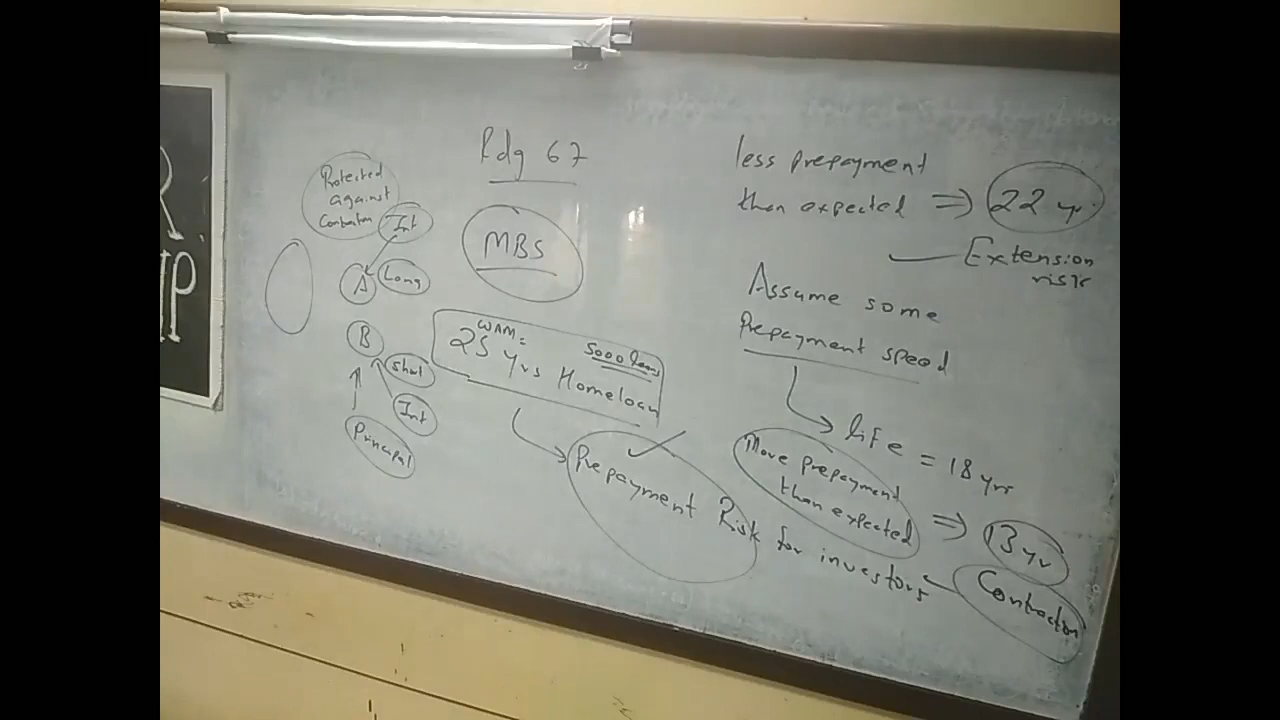 Rdg 67
MBS
Protected
against
Contraction
Int
A
Long
B
Short
Int
Principal
WAM:
25 yrs Homeloan
5000 loans
Prepayment Risk for investors
less prepayment
than expected ⇒ 22 yr
Extension
risk
Assume some
Prepayment speed
life = 18 yrs
More prepayment
than expected ⇒ 13 yr
Contraction
R
IP